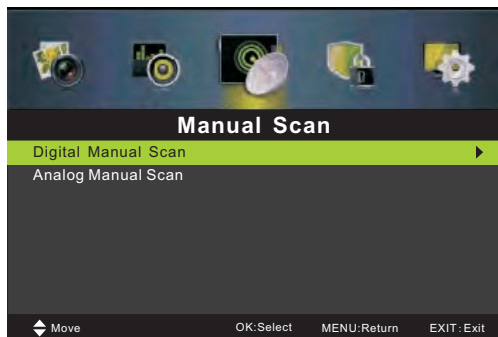 Manual Scan
Digital Manual Scan
Analog Manual Scan
Move OK:Select MENU:Return EXIT:Exit